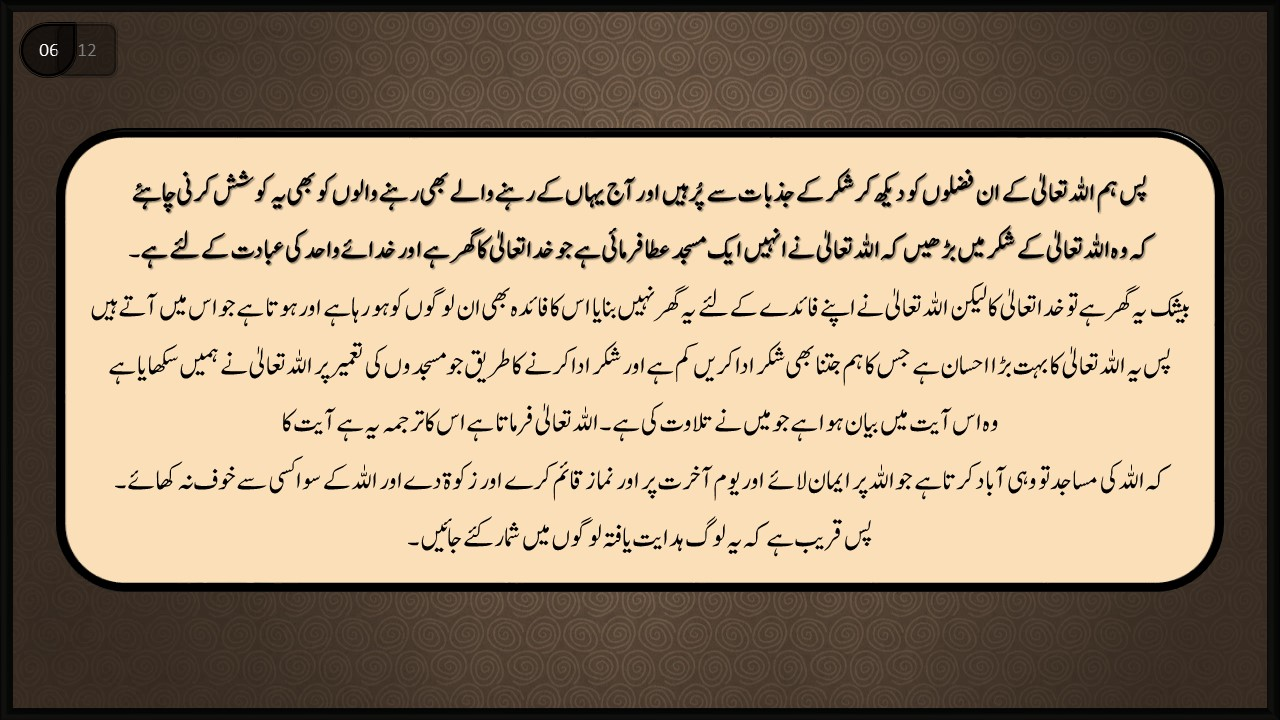 06 12
پس ہم اللہ تعالیٰ کے ان فضلوں کو دیکھ کر شکر کے جذبات سے پُر ہیں اور آج یہاں کے رہنے والے بھی رہنے والوں کو بھی یہ کوشش کرنی چاہئے
کہ وہ اللہ تعالیٰ کے شکر میں بڑھیں کہ اللہ تعالیٰ نے انہیں ایک مسجد عطا فرمائی ہے جو خدا تعالیٰ کا گھر ہے اور خدائے واحد کی عبادت کے لئے ہے۔
بیشک یہ گھر ہے تو خدا تعالیٰ کا لیکن اللہ تعالیٰ نے اپنے فائدے کے لئے یہ گھر نہیں بنایا اس کا فائدہ بھی ان لوگوں کو ہو رہا ہے اور ہوتا ہے جو اس میں آتے ہیں
پس یہ اللہ تعالیٰ کا بہت بڑا احسان ہے جس کا ہم جتنا بھی شکر ادا کریں کم ہے اور شکر ادا کرنے کا طریق جو مسجدوں کی تعمیر پر اللہ تعالیٰ نے ہمیں سکھایا ہے
وہ اس آیت میں بیان ہوا ہے جو میں نے تلاوت کی ہے۔ اللہ تعالیٰ فرماتا ہے اس کا ترجمہ یہ ہے آیت کا
کہ اللہ کی مساجد تو وہی آباد کرتا ہے جو اللہ پر ایمان لائے اور یوم آخرت پر اور نماز قائم کرے اور زکوۃ دے اور اللہ کے سوا کسی سے خوف نہ کھائے۔
پس قریب ہے کہ یہ لوگ ہدایت یافتہ لوگوں میں شمار کئے جائیں۔